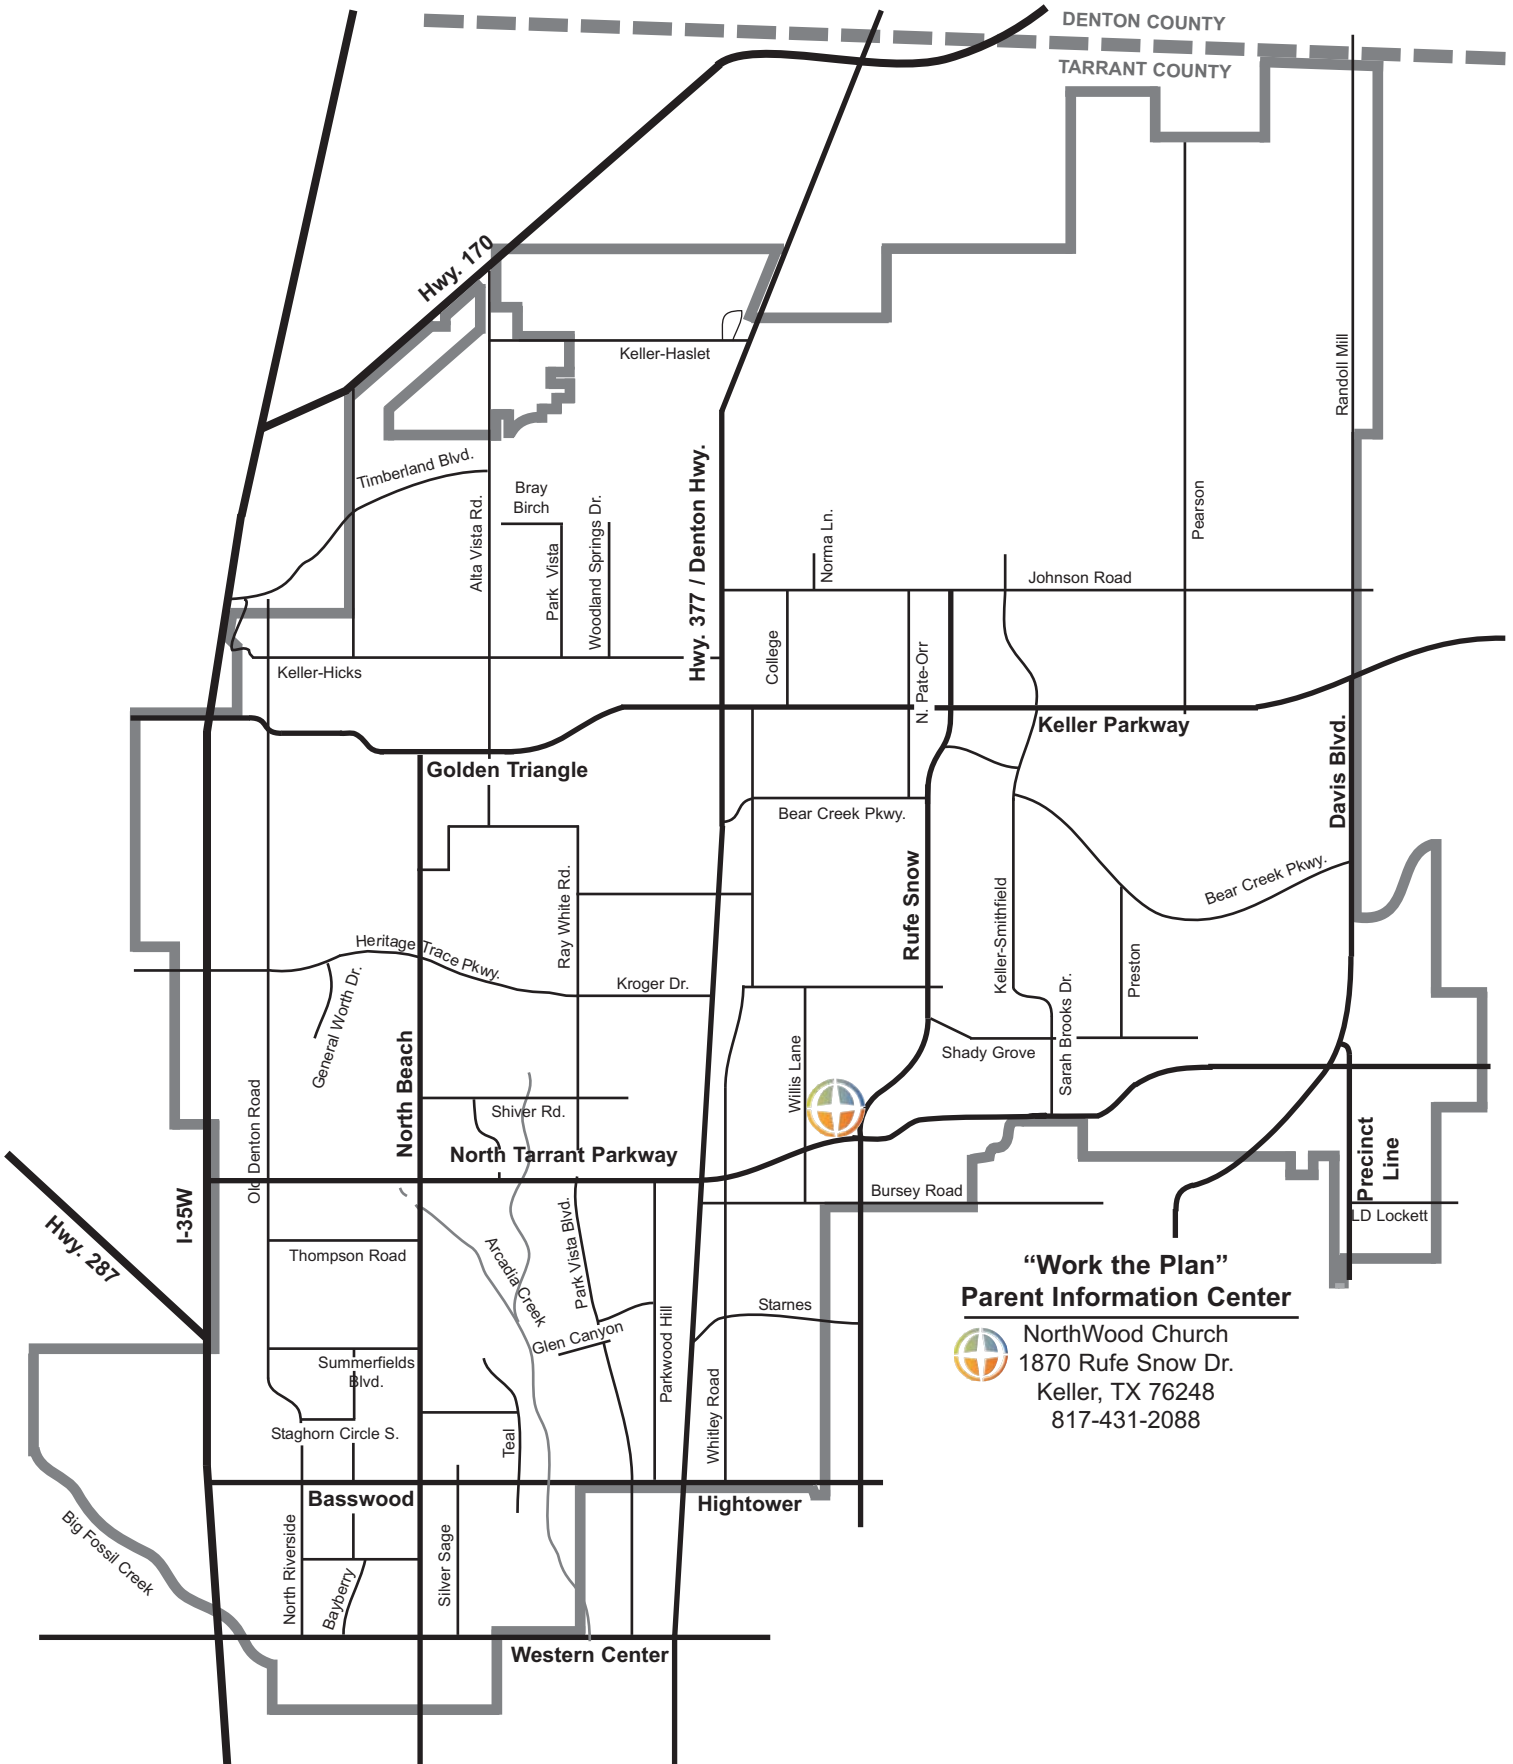 DENTON COUNTY
TARRANT COUNTY
Hwy. 170
Keller-Haslet
Randoll Mill
Timberland Blvd.
Bray
Birch
Alta Vista Rd.
Park Vista
Woodland Springs Dr.
Hwy. 377 / Denton Hwy.
Norma Ln.
Pearson
Johnson Road
College
N. Pate-Orr
Keller-Hicks
Keller Parkway
Golden Triangle
Davis Blvd.
Bear Creek Pkwy.
Rufe Snow
Ray White Rd.
Bear Creek Pkwy.
Keller-Smithfield
Heritage Trace Pkwy.
Kroger Dr.
General Worth Dr.
Preston
Sarah Brooks Dr.
Shady Grove
Willis Lane
North Beach
Old Denton Road
Shiver Rd.
North Tarrant Parkway
Precinct
Line
I-35W
Hwy. 287
Bursey Road
LD Lockett
Thompson Road
Arcadia Creek
Park Vista Blvd.
Glen Canyon
Parkwood Hill
Starnes
Whitley Road
Summerfields
Blvd.
Staghorn Circle S.
Teal
Basswood
Hightower
Big Fossil Creek
North Riverside
Bayberry
Silver Sage
Western Center
“Work the Plan”
Parent Information Center
NorthWood Church
1870 Rufe Snow Dr.
Keller, TX 76248
817-431-2088